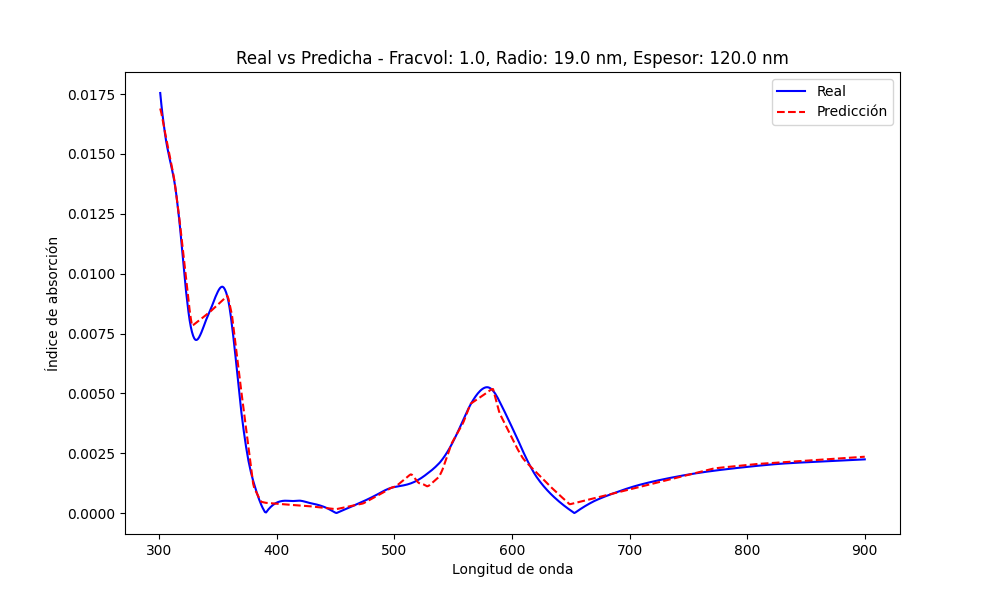 Real vs Predicha - Fracvol: 1.0, Radio: 19.0 nm, Espesor: 120.0 nm
Real
Predicción
Índice de absorción
0.0175
0.0150
0.0125
0.0100
0.0075
0.0050
0.0025
0.0000
300 400 500 600 700 800 900
Longitud de onda